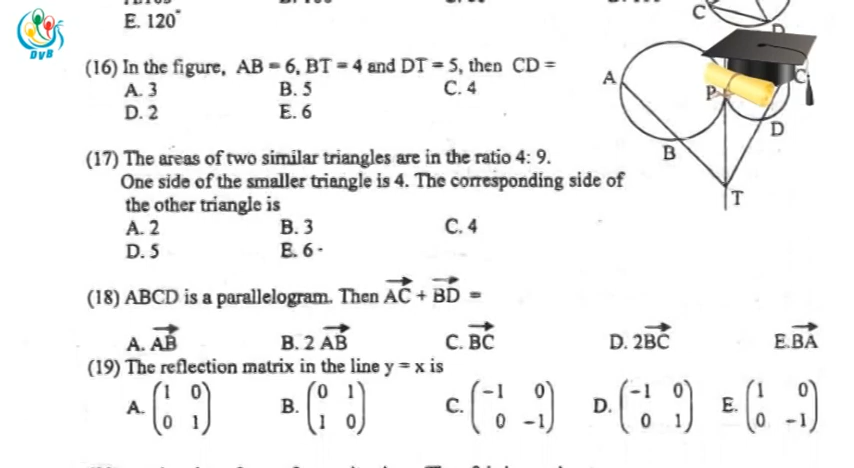 DVB
E. 120°
C
(16) In the figure, AB = 6, BT = 4 and DT = 5, then CD =
A. 3 B. 5 C. 4
D. 2 E. 6
A
P
C
D
B
T
(17) The areas of two similar triangles are in the ratio 4: 9.
One side of the smaller triangle is 4. The corresponding side of
the other triangle is
A. 2 B. 3 C. 4
D. 5 E. 6
(18) ABCD is a parallelogram. Then AC + BD =
A. AB B. 2 AB C. BC D. 2BC E. BA
(19) The reflection matrix in the line y = x is
A. (1 0 B. (0 1 C. (-1 0 D. (-1 0 E. (1 0
0 1) 1 0) 0 -1) 0 1) 0 -1)